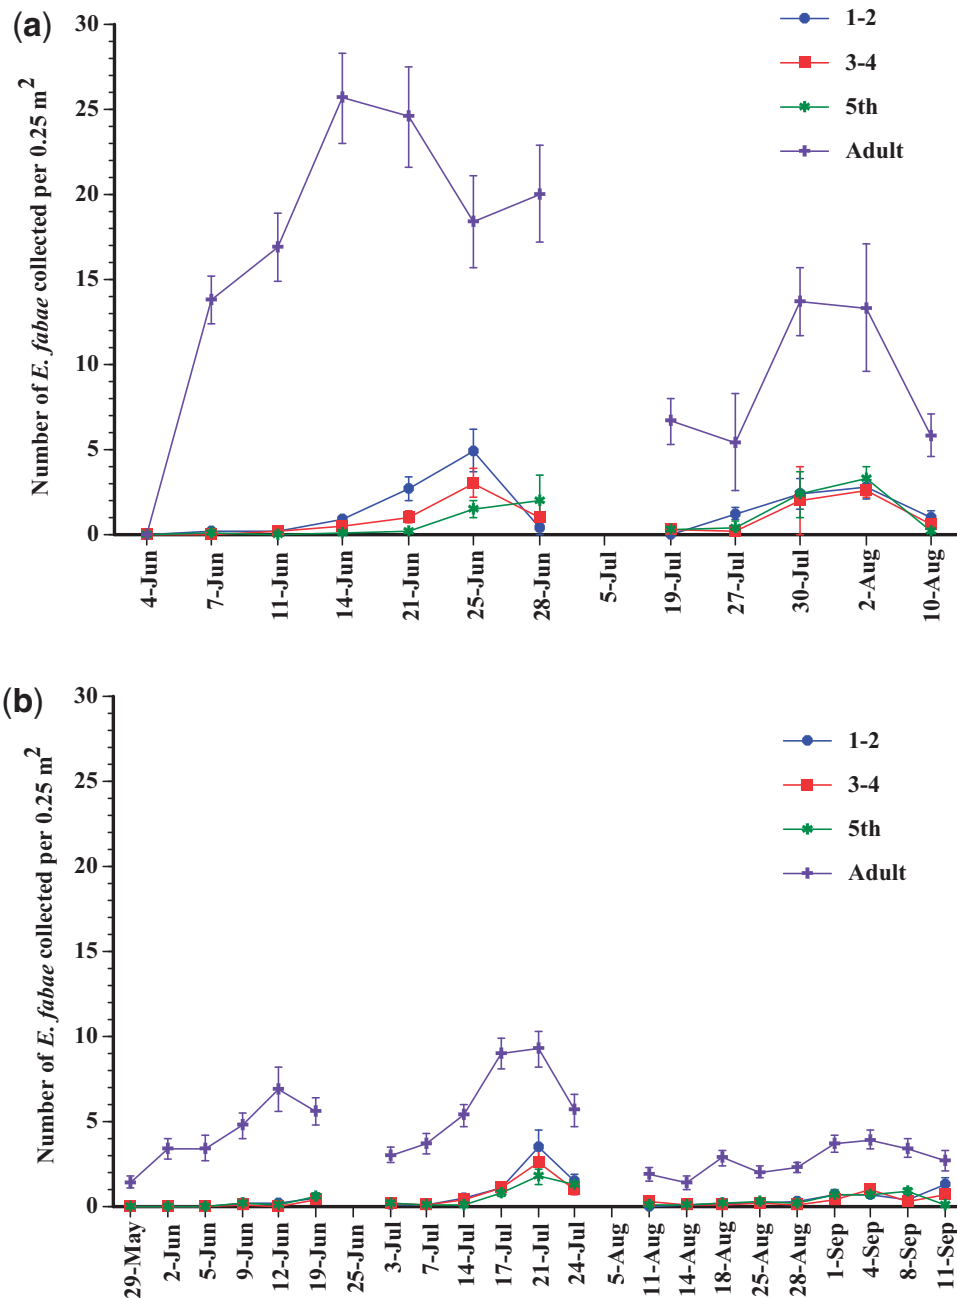 (a)
Number of E. fabae collected per 0.25 m²
30
25
20
15
10
5
0
1-2
3-4
5th
Adult
4-Jun
7-Jun
11-Jun
14-Jun
21-Jun
25-Jun
28-Jun
5-Jul
19-Jul
27-Jul
30-Jul
2-Aug
10-Aug
(b)
Number of E. fabae collected per 0.25 m²
30
25
20
15
10
5
0
1-2
3-4
5th
Adult
29-May
2-Jun
5-Jun
9-Jun
12-Jun
19-Jun
25-Jun
3-Jul
7-Jul
14-Jul
17-Jul
21-Jul
24-Jul
5-Aug
11-Aug
14-Aug
18-Aug
25-Aug
28-Aug
1-Sep
4-Sep
8-Sep
11-Sep